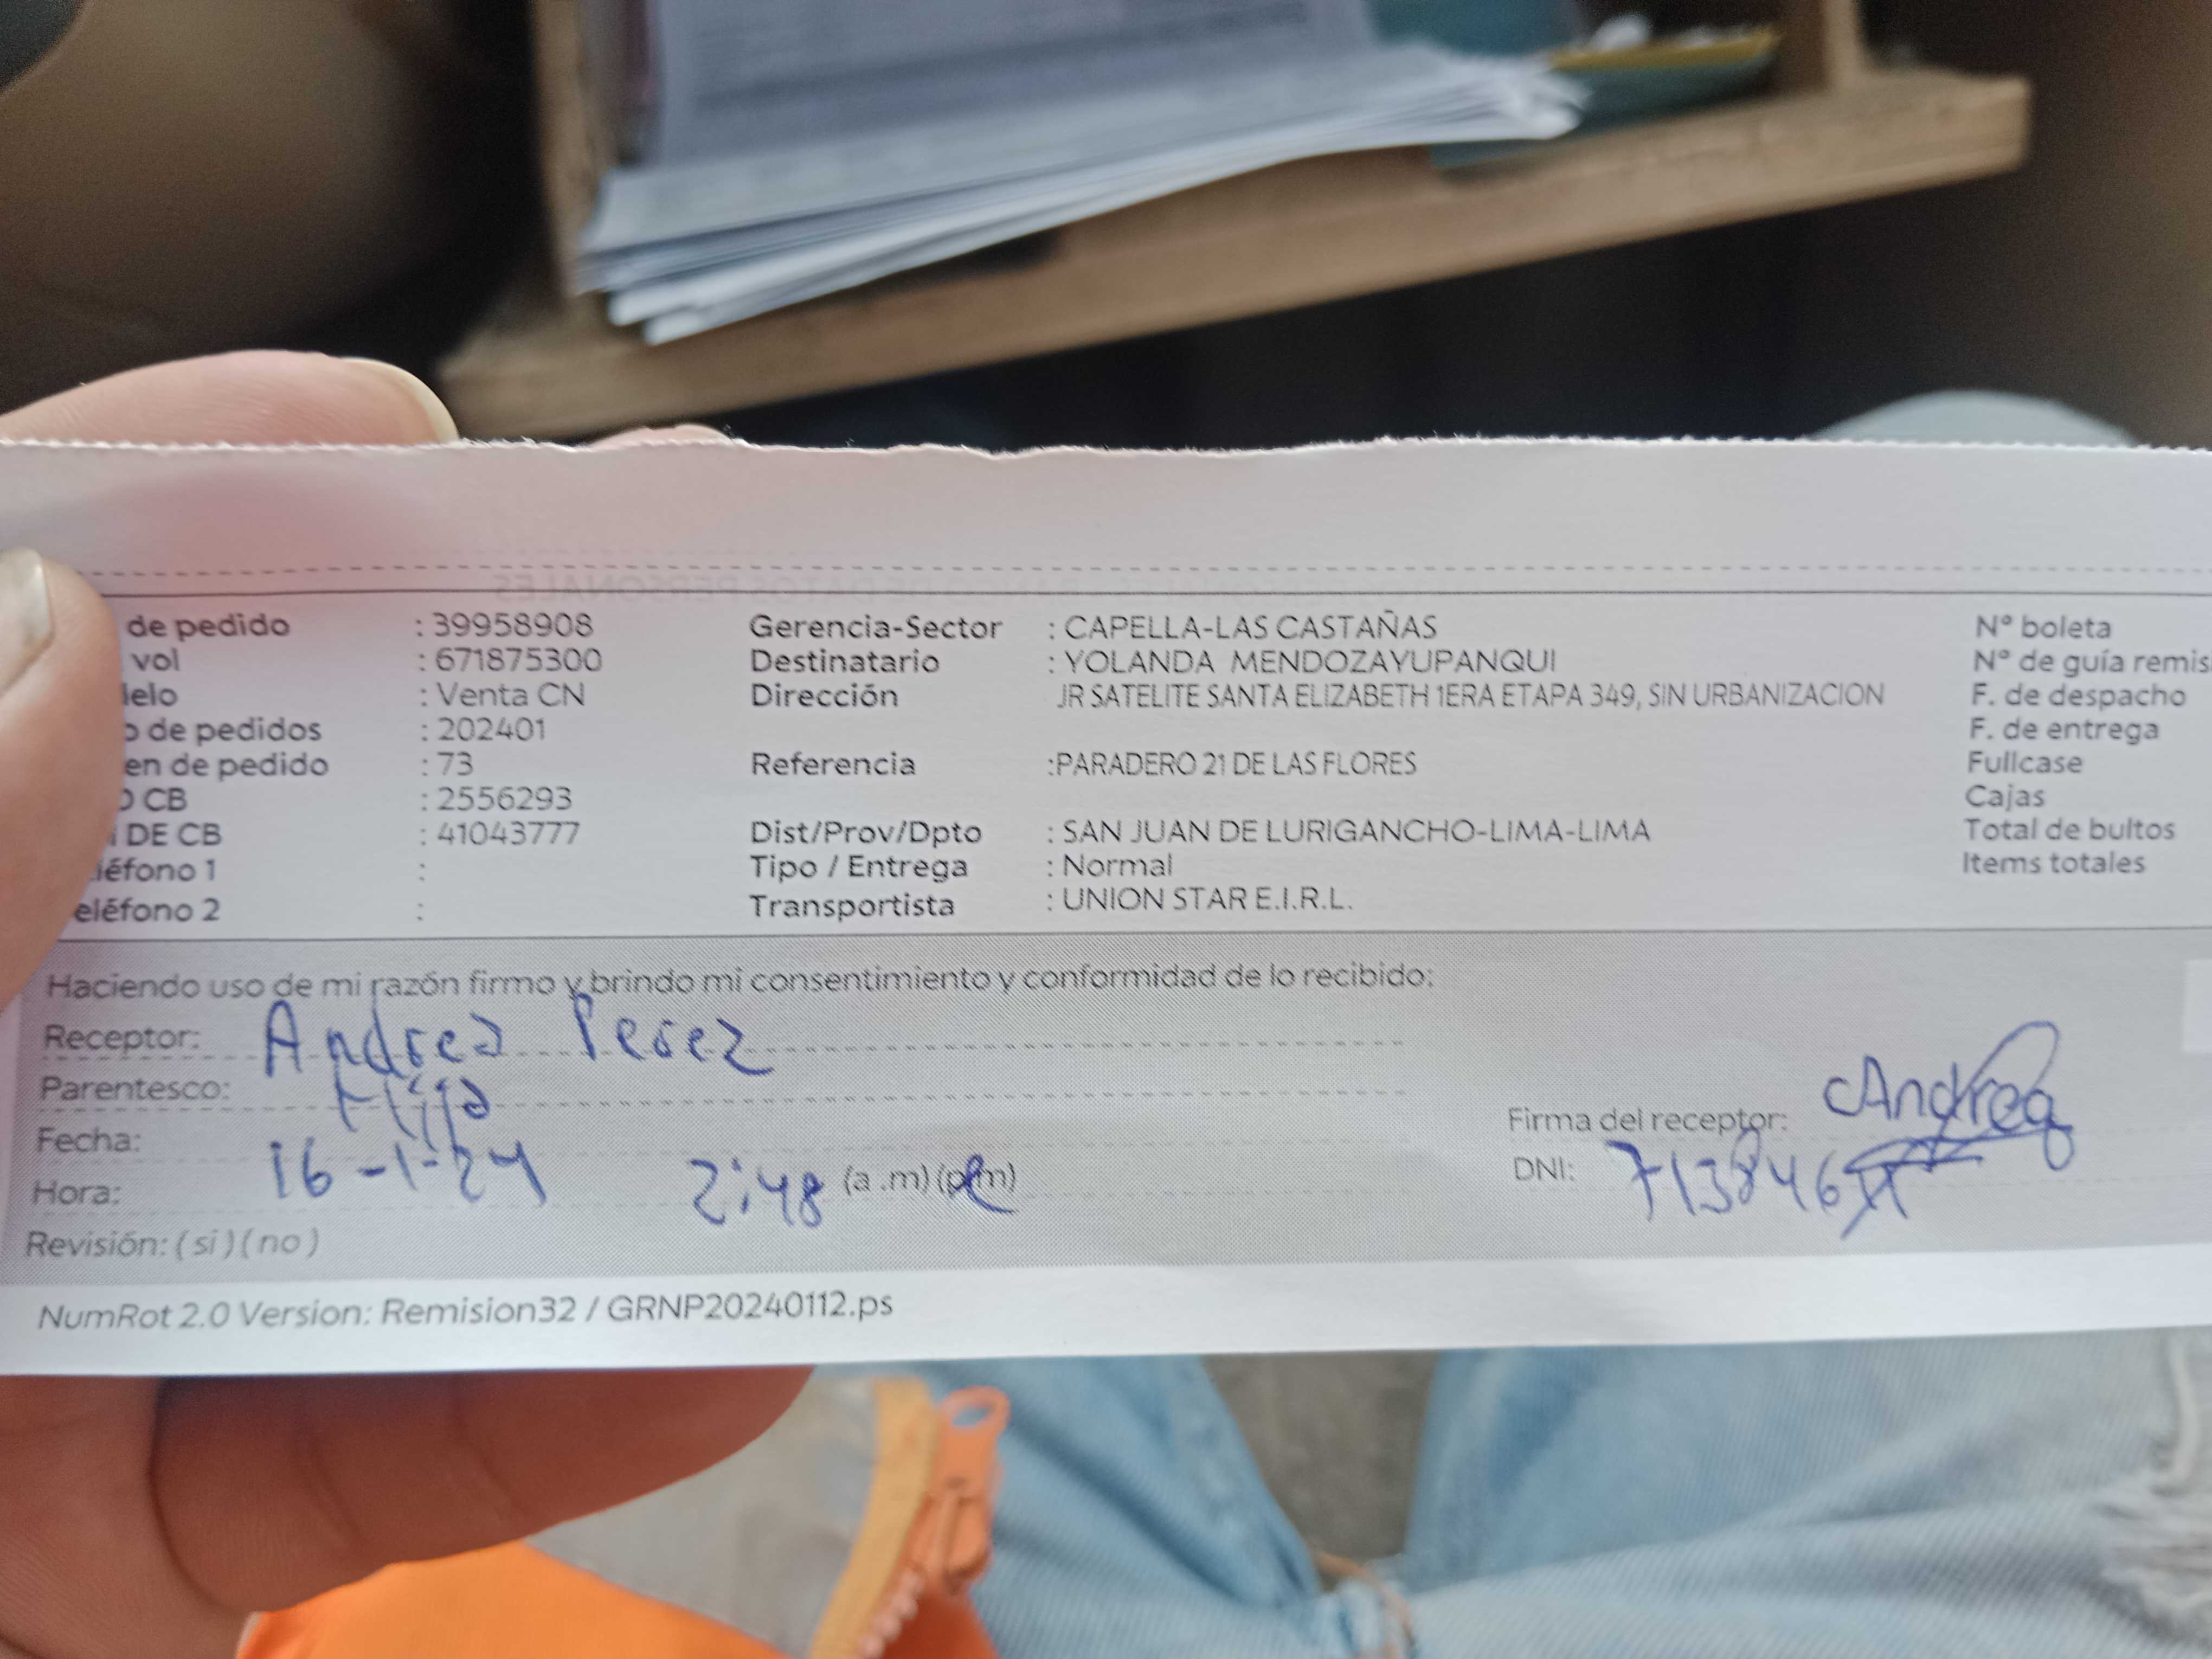 de pedido : 39958908 Gerencia-Sector : CAPELLA-LAS CASTAÑAS Nº boleta
vol : 671875300 Destinatario : YOLANDA MENDOZAYUPANQUI Nº de guía remis
elo : Venta CN Dirección JR SATELITE SANTA ELIZABETH 1ERA ETAPA 349, SIN URBANIZACION F. de despacho
o de pedidos : 202401 F. de entrega
en de pedido : 73 Referencia :PARADERO 21 DE LAS FLORES Fullcase
O CB : 2556293 Cajas
DE CB : 41043777 Dist/Prov/Dpto : SAN JUAN DE LURIGANCHO-LIMA-LIMA Total de bultos
léfono 1 : Tipo / Entrega : Normal Items totales
eléfono 2 : Transportista : UNION STAR E.I.R.L.
Haciendo uso de mi razón firmo y brindo mi consentimiento y conformidad de lo recibido:
Receptor: Andrea Perez
Parentesco: Hija
Firma del receptor: Andrea
Fecha: 16-1-24
Hora: 2:48 (a .m) (p.m)
DNI: 713846
Revisión: ( sí ) ( no )
NumRot 2.0 Version: Remision32 / GRNP20240112.ps